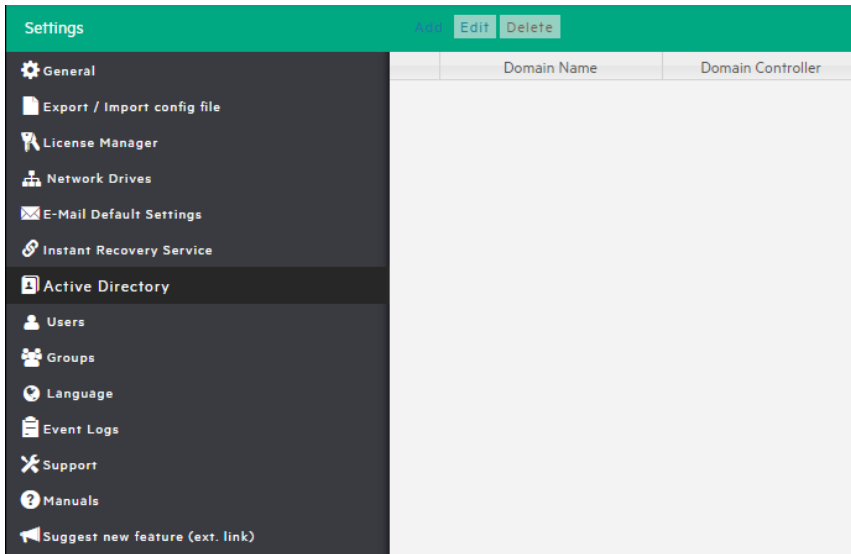 Settings
Add Edit Delete
Domain Name Domain Controller
General
Export / Import config file
License Manager
Network Drives
E-Mail Default Settings
Instant Recovery Service
Active Directory
Users
Groups
Language
Event Logs
Support
Manuals
Suggest new feature (ext. link)